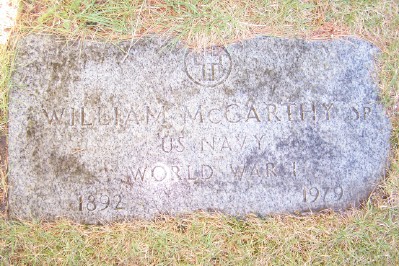 WILLIAM McCARTHY SR
US NAVY
WORLD WAR I
1892 1979